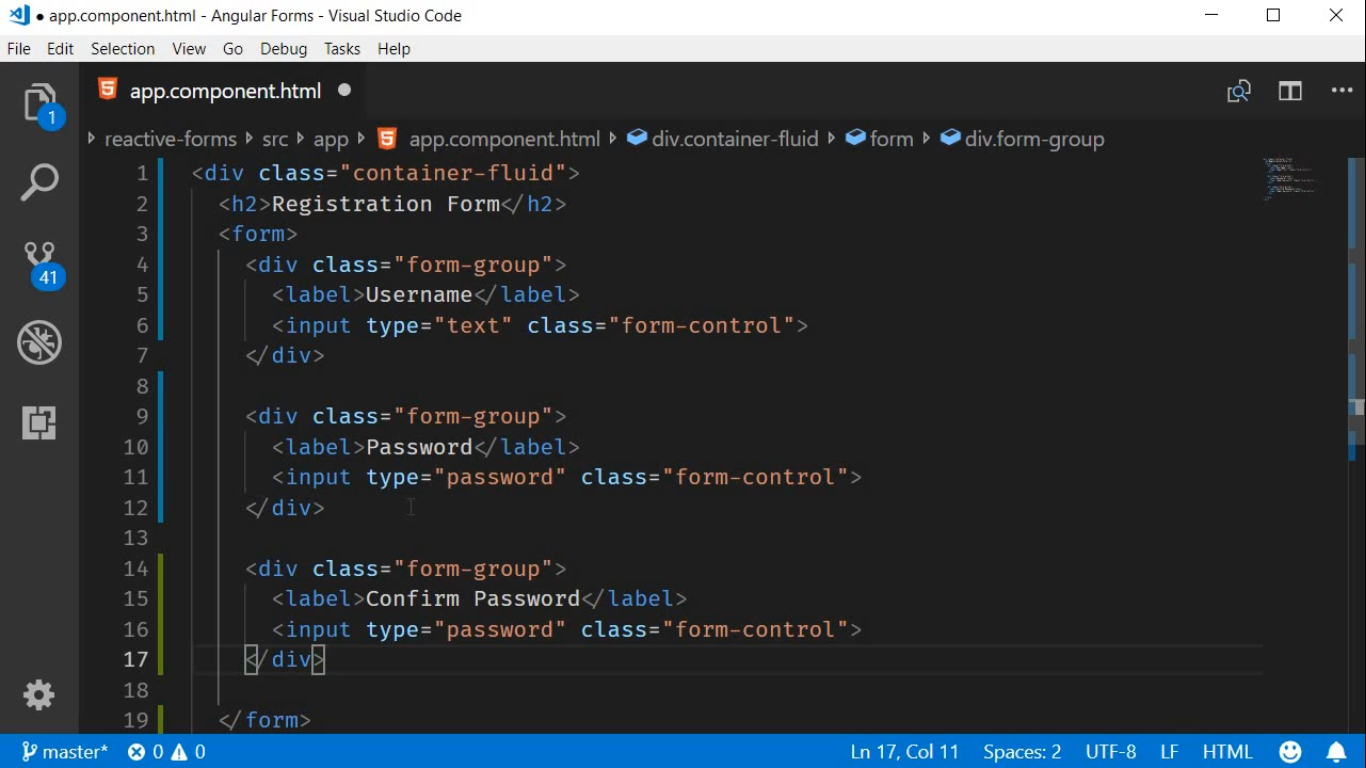 ● app.component.html - Angular Forms - Visual Studio Code
File Edit Selection View Go Debug Tasks Help
1
app.component.html ●
reactive-forms src app app.component.html div.container-fluid form div.form-group
41
1 <div class="container-fluid">
2 <h2>Registration Form</h2>
3 <form>
4 <div class="form-group">
5 <label>Username</label>
6 <input type="text" class="form-control">
7 </div>
8
9 <div class="form-group">
10 <label>Password</label>
11 <input type="password" class="form-control">
12 </div>
13
14 <div class="form-group">
15 <label>Confirm Password</label>
16 <input type="password" class="form-control">
17 </div>
18
19 </form>
master* 0 0 Ln 17, Col 11 Spaces: 2 UTF-8 LF HTML